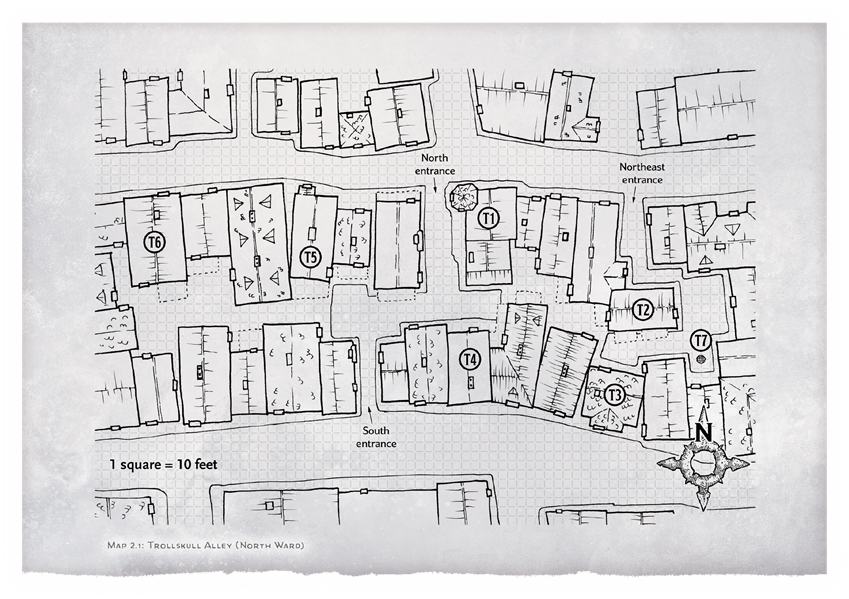 North
entrance
Northeast
entrance
T1
T6
T5
T2
T7
T4
T3
South
entrance
N
1 square = 10 feet
Map 2.1: Trollskull Alley (North Ward)